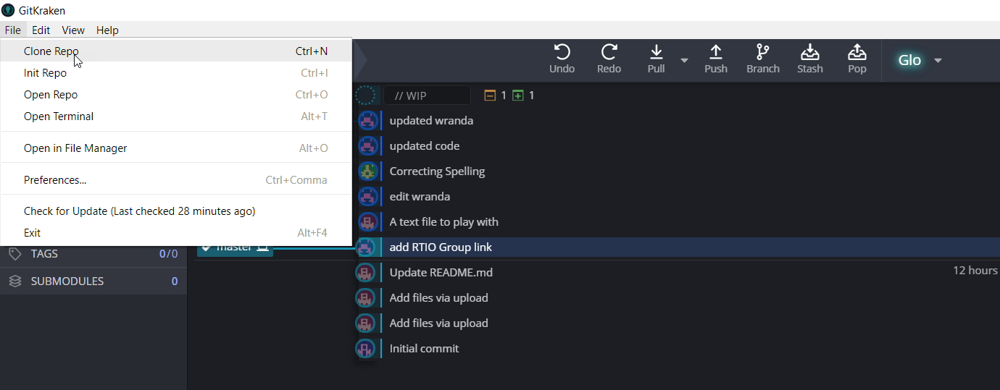 GitKraken
File Edit View Help
Clone Repo Ctrl+N
Init Repo Ctrl+I
Open Repo Ctrl+O
Open Terminal Alt+T
Open in File Manager Alt+O
Preferences... Ctrl+Comma
Check for Update (Last checked 28 minutes ago)
Exit Alt+F4
TAGS 0/0
SUBMODULES 0
master
Undo Redo Pull Push Branch Stash Pop Glo
// WIP 1 1
updated wranda
updated code
Correcting Spelling
edit wranda
A text file to play with
add RTIO Group link
Update README.md 12 hours
Add files via upload
Add files via upload
Initial commit